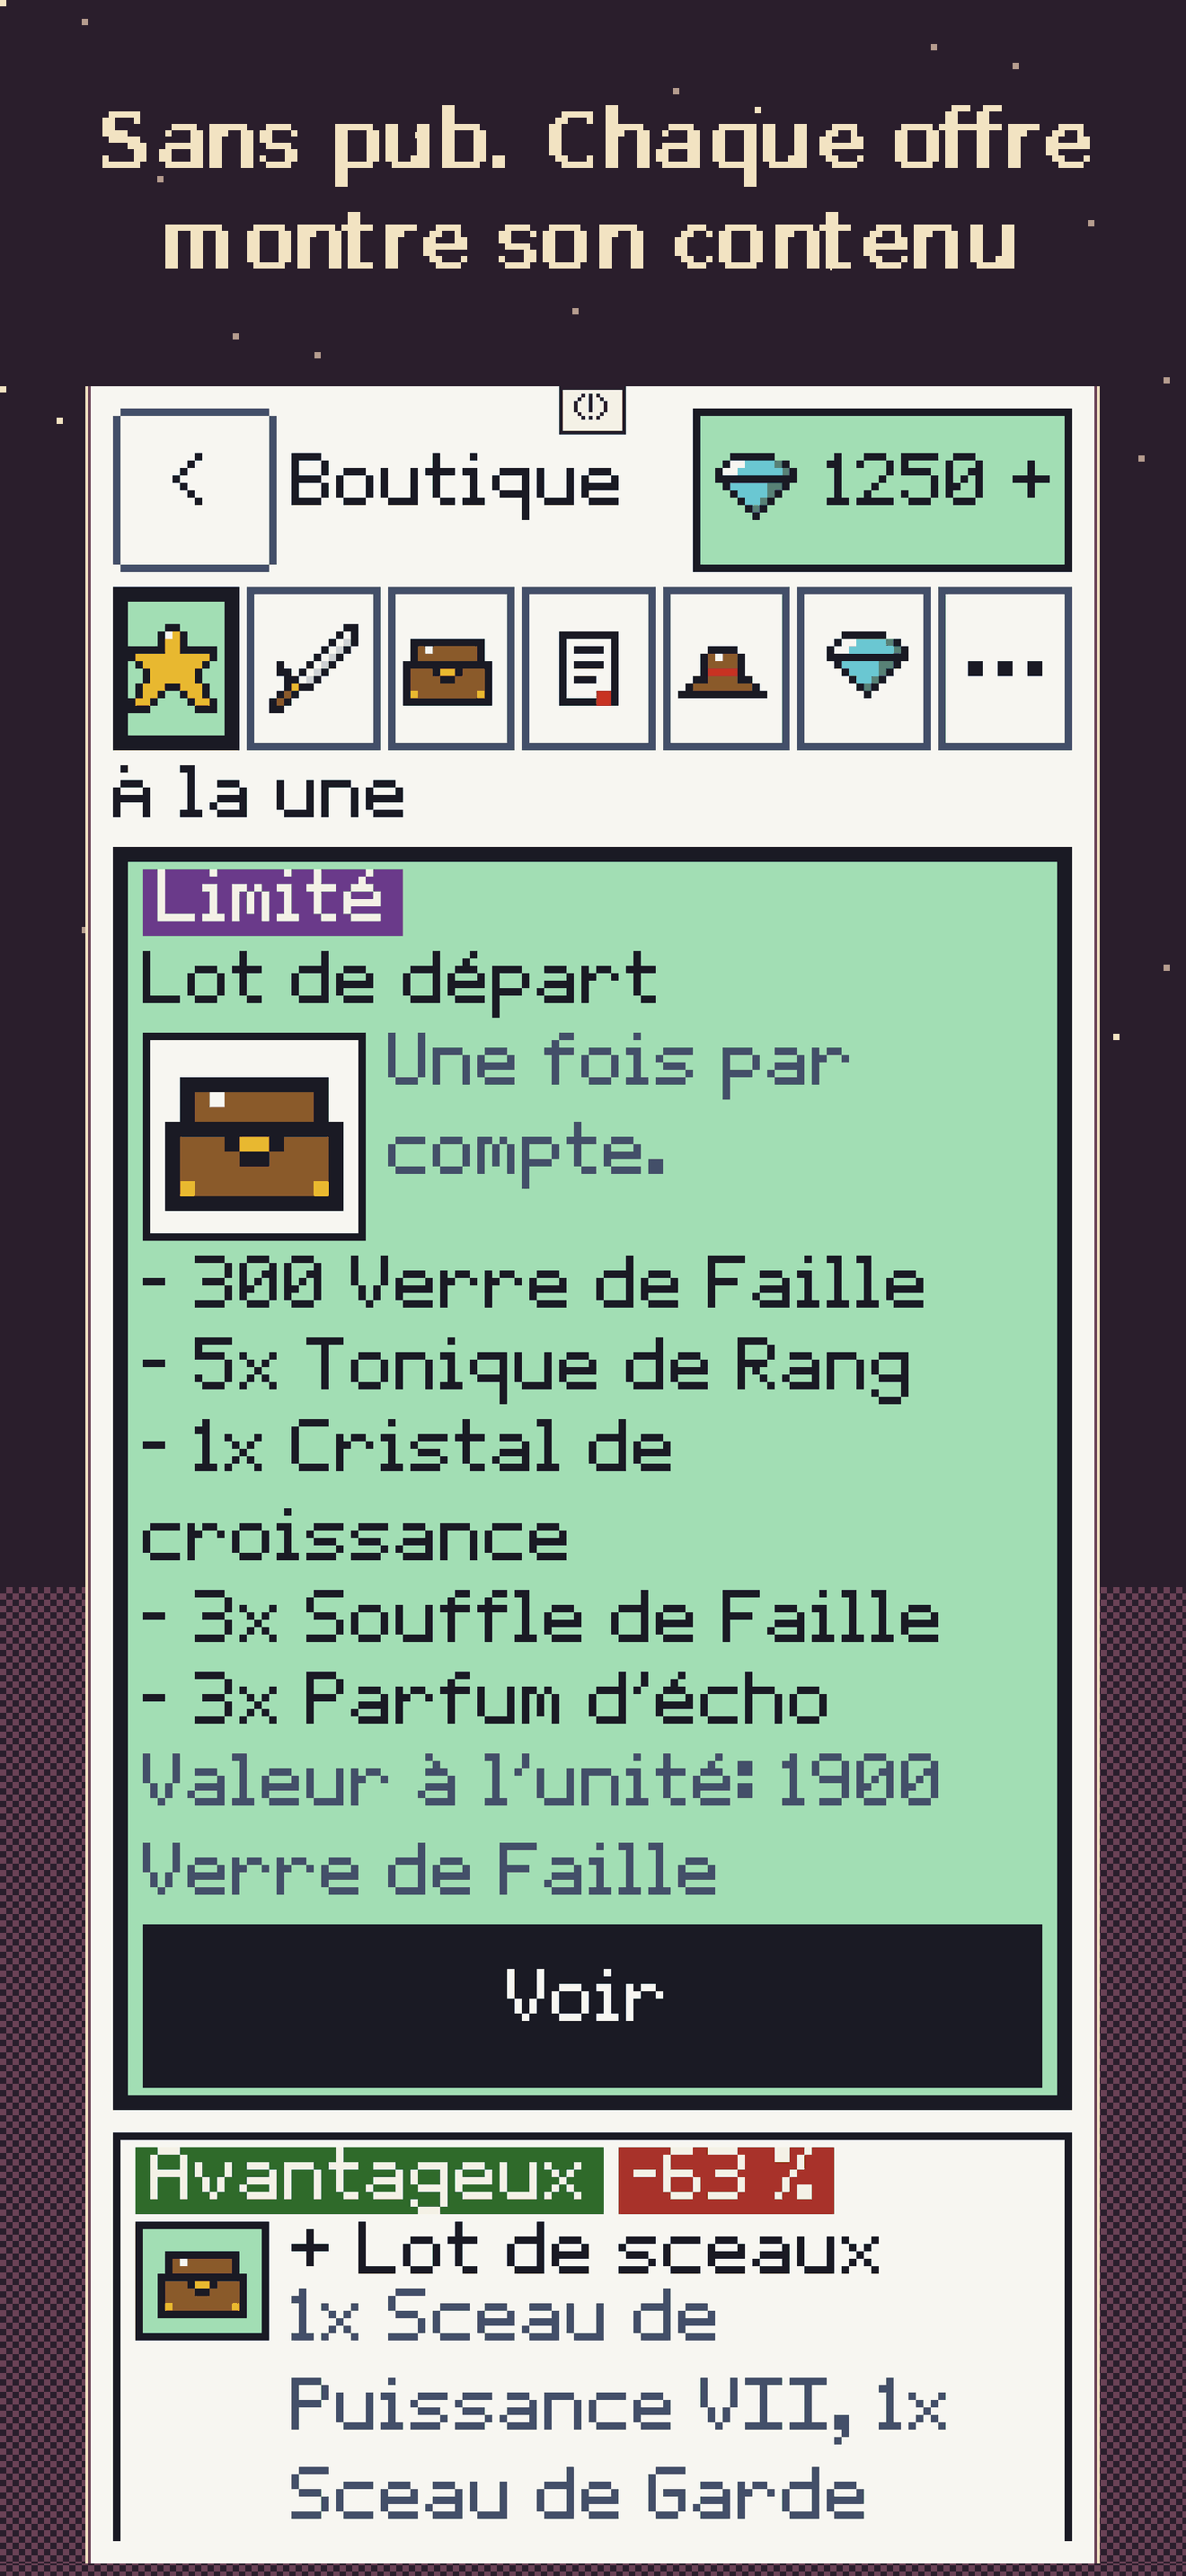 Sans pub. Chaque offre
montre son contenu
(!)
< Boutique 1250 +
...
À la une
Limité
Lot de départ
Une fois par
compte.
- 300 Verre de Faille
- 5x Tonique de Rang
- 1x Cristal de
croissance
- 3x Souffle de Faille
- 3x Parfum d'écho
Valeur à l'unité: 1900
Verre de Faille
Voir
Avantageux -63 %
+ Lot de sceaux
1x Sceau de
Puissance VII, 1x
Sceau de Garde